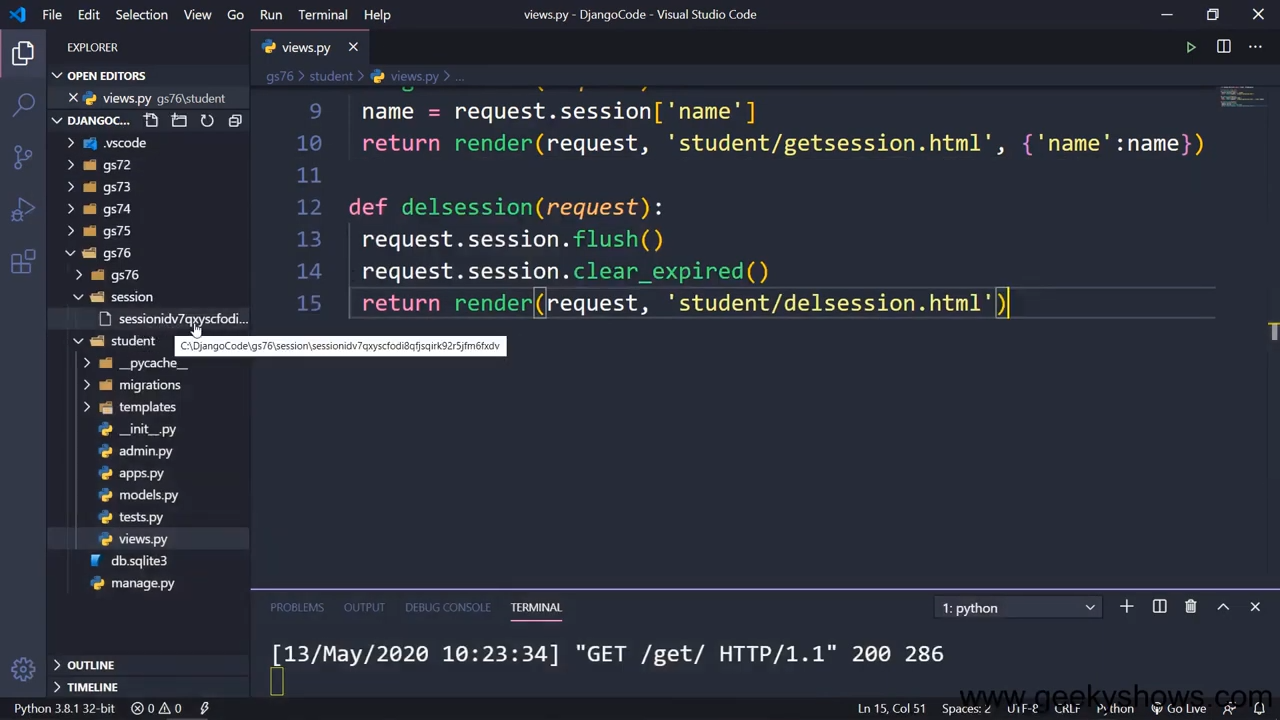 File Edit Selection View Go Run Terminal Help
views.py - DjangoCode - Visual Studio Code
EXPLORER
OPEN EDITORS
views.py gs76\student
DJANGOC...
.vscode
gs72
gs73
gs74
gs75
gs76
gs76
session
sessionidv7qxyscfodi...
student
C:\DjangoCode\gs76\session\sessionidv7qxyscfodi8qfjsqirk92r5jfm6fxdv
__pycache__
migrations
templates
__init__.py
admin.py
apps.py
models.py
tests.py
views.py
db.sqlite3
manage.py
OUTLINE
TIMELINE
views.py
gs76 > student > views.py > ...
9 name = request.session['name']
10 return render(request, 'student/getsession.html', {'name':name})
11
12 def delsession(request):
13 request.session.flush()
14 request.session.clear_expired()
15 return render(request, 'student/delsession.html')
PROBLEMS OUTPUT DEBUG CONSOLE TERMINAL 1: python
[13/May/2020 10:23:34] "GET /get/ HTTP/1.1" 200 286
www.geekyshows.com
Python 3.8.1 32-bit 0 0 Ln 15, Col 51 Spaces: 2 UTF-8 CRLF Python Go Live